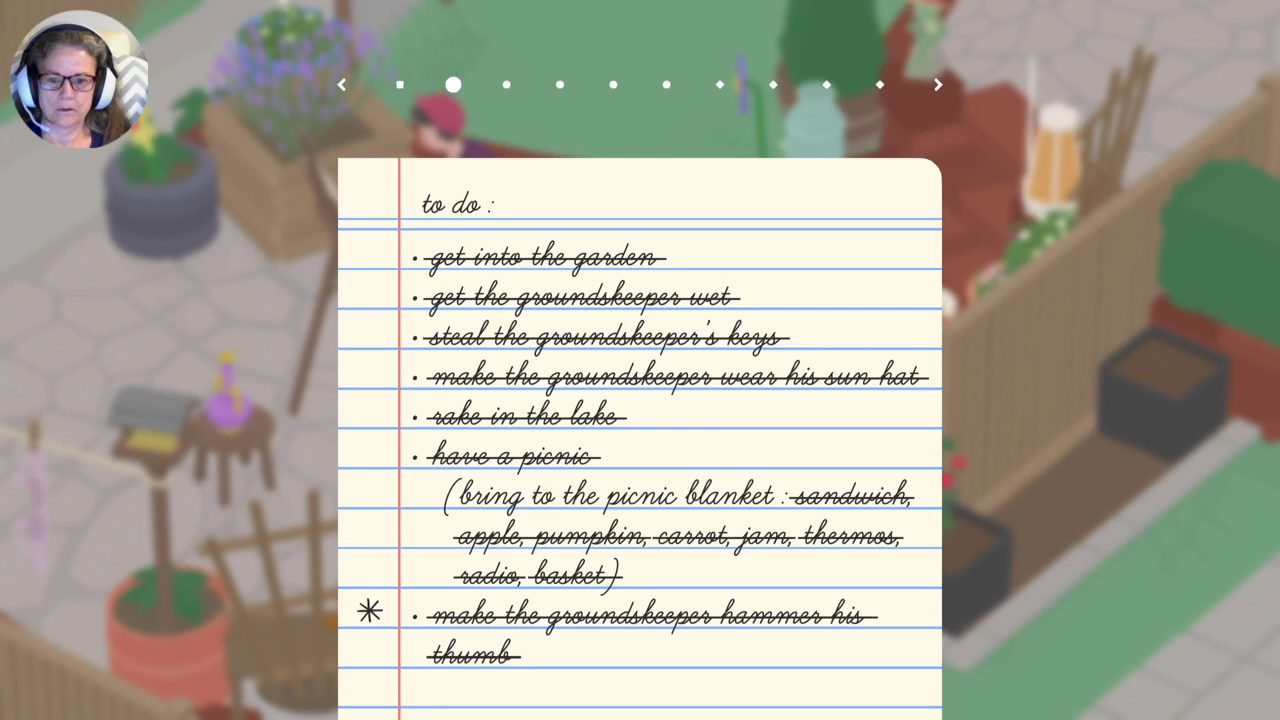 to do :
• get into the garden
• get the groundskeeper wet
• steal the groundskeeper's keys
• make the groundskeeper wear his sun hat
• rake in the lake
• have a picnic
(bring to the picnic blanket : sandwich,
apple, pumpkin, carrot, jam, thermos,
radio, basket)
• make the groundskeeper hammer his
thumb